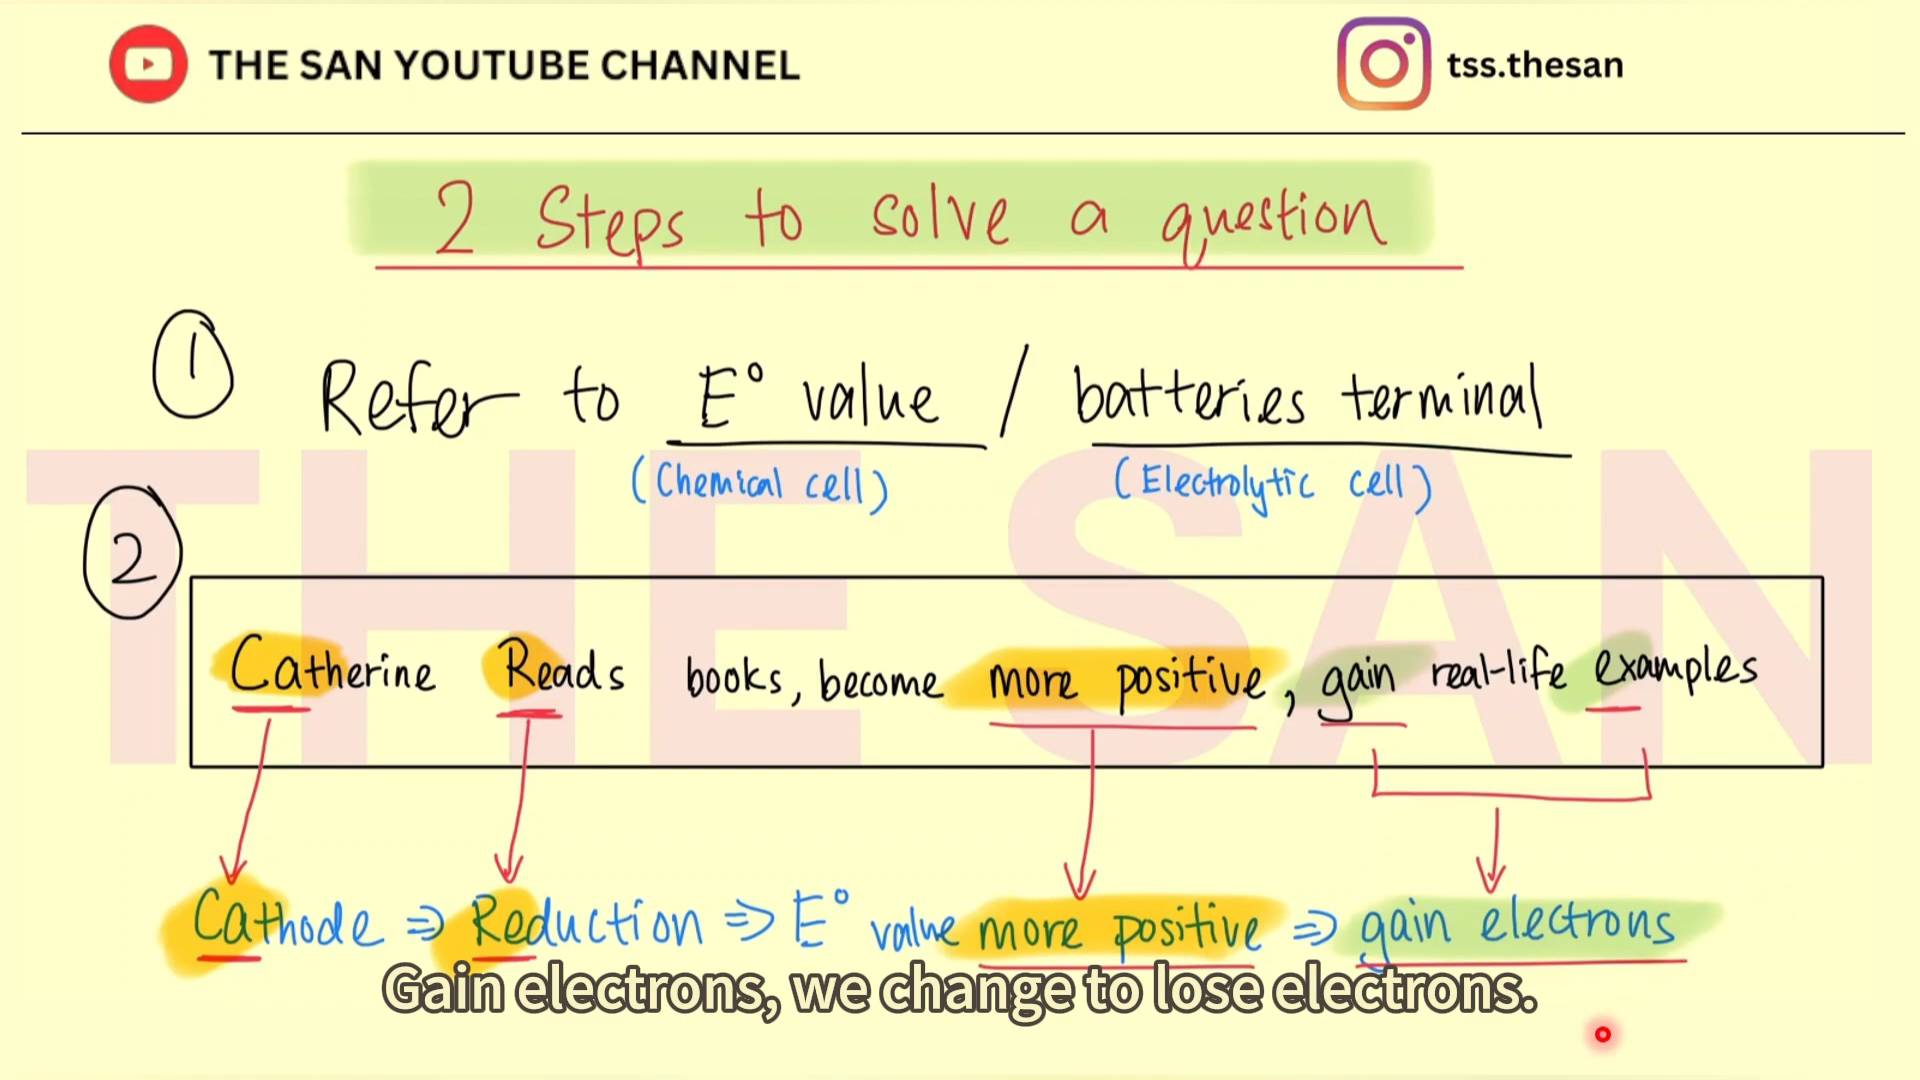 THE SAN YOUTUBE CHANNEL
tss.thesan
2 Steps to solve a question
1 Refer to E° value / batteries terminal
(Chemical cell) (Electrolytic cell)
2
Catherine Reads books, become more positive, gain real-life examples
Cathode ⇒ Reduction ⇒ E° value more positive ⇒ gain electrons
Gain electrons, we change to lose electrons.
THE SAN